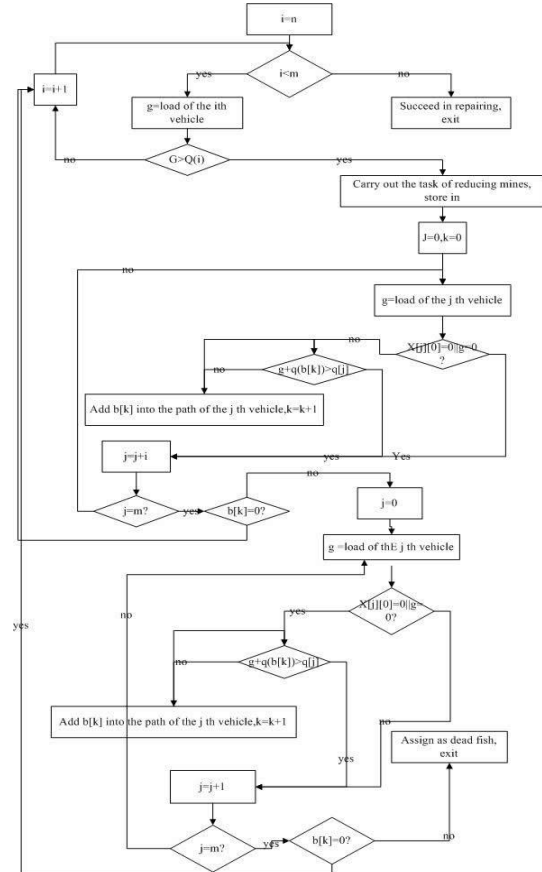 i=n
i<m
yes
no
i=i+1
g=load of the ith
vehicle
Succeed in repairing,
exit
no
G>Q(i)
yes
Carry out the task of reducing mines,
store in
J=0,k=0
no
g=load of the j th vehicle
no
X[j][0]=0||g=0
?
no
g+q(b[k])>q[j]
Add b[k] into the path of the j th vehicle,k=k+1
j=j+i
yes
Yes
no
j=m?
yes
b[k]=0?
j=0
g =load of thE j th vehicle
no
yes
yes
X[j][0]=0||g=
0?
g+q(b[k])>q[j]
no
Add b[k] into the path of the j th vehicle,k=k+1
no
Assign as dead fish,
exit
yes
j=j+1
j=m?
yes
b[k]=0?
no